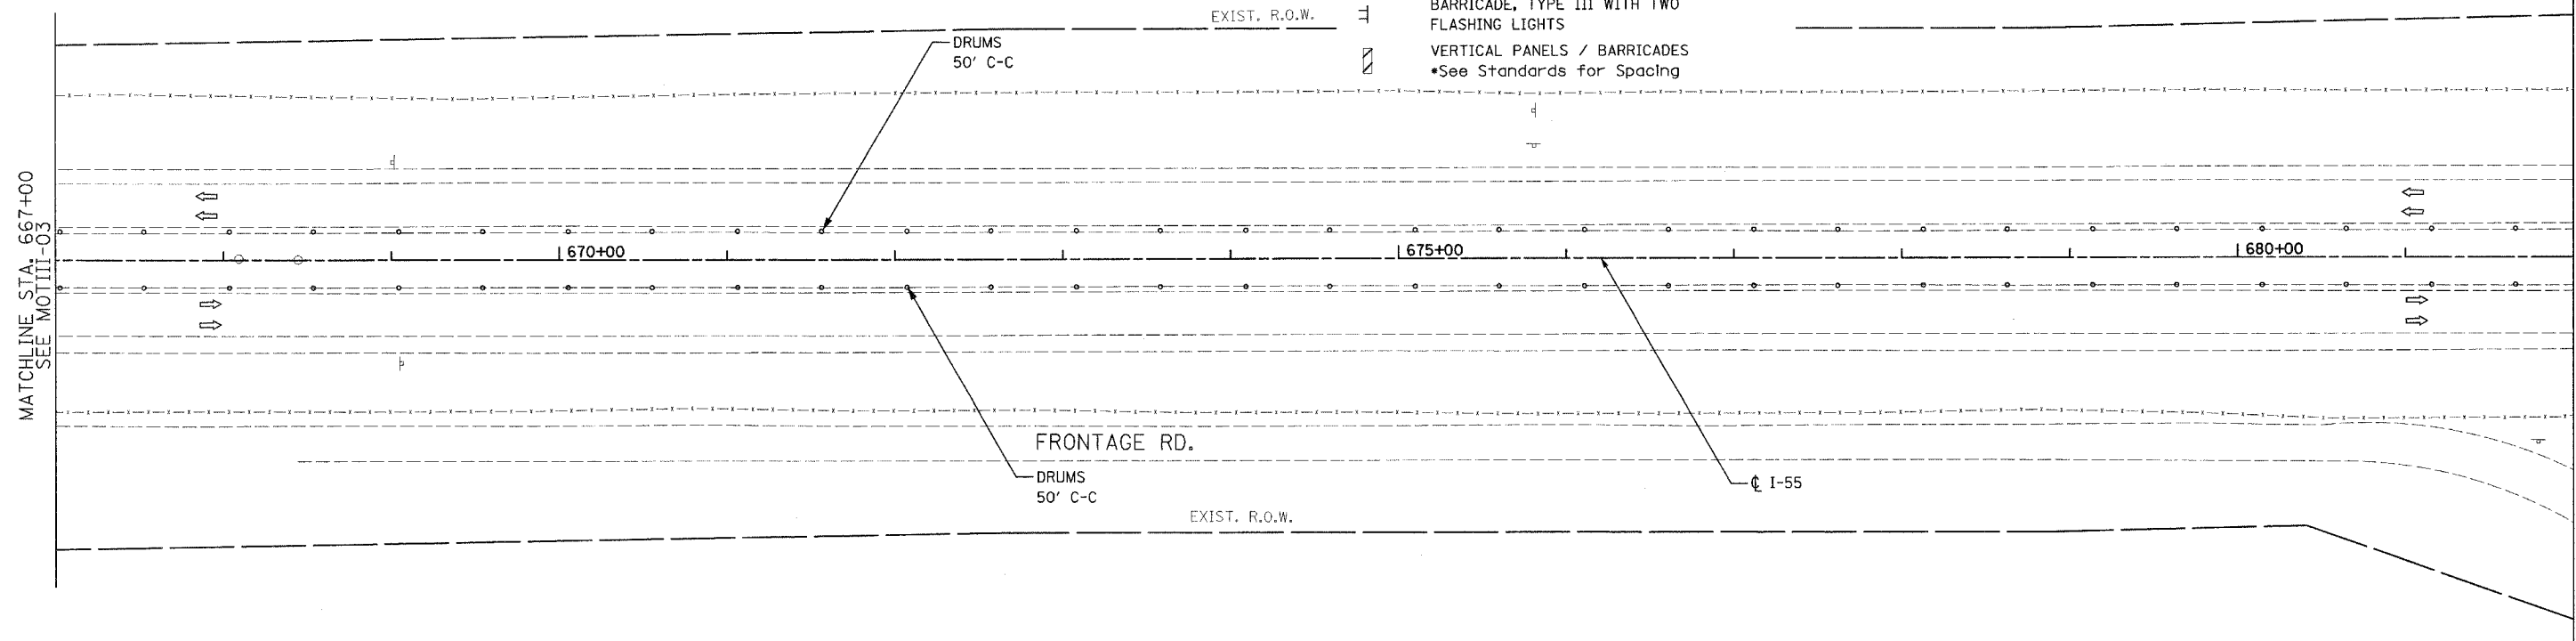 BARRICADE, TYPE III WITH TWO
FLASHING LIGHTS
VERTICAL PANELS / BARRICADES
*See Standards for Spacing
EXIST. R.O.W.
DRUMS
50' C-C
MATCHLINE STA. 667+00
SEE MOTIII-03
670+00
675+00
680+00
FRONTAGE RD.
DRUMS
50' C-C
℄ I-55
EXIST. R.O.W.